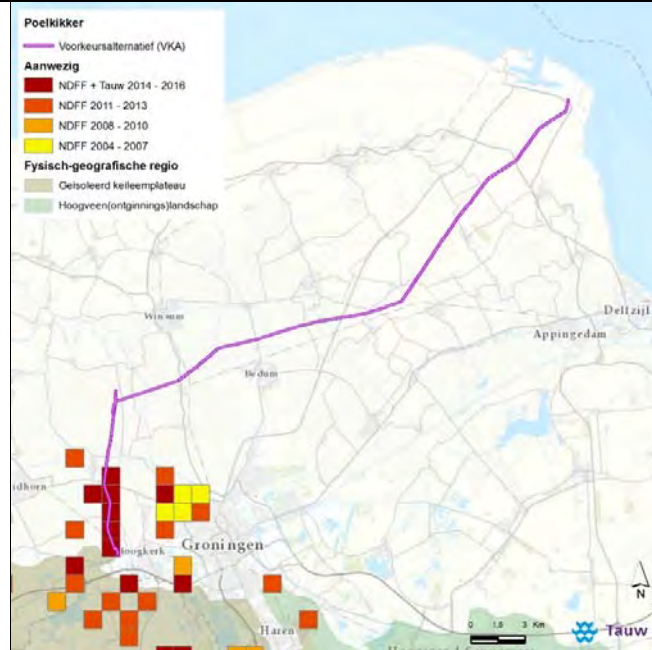 Poelkikker
Voorkeursalternatief (VKA)
Aanwezig
NDFF + Tauw 2014 - 2016
NDFF 2011 - 2013
NDFF 2008 - 2010
NDFF 2004 - 2007
Fysisch-geografische regio
Geïsoleerd keileemplateau
Hoogveen(ontginnings)landschap
Winsum
Delfzijl
Appingedam
Bedum
idhorn
Hoogkerk
Groningen
Haren
N
0 1,5 3 Km
Tauw